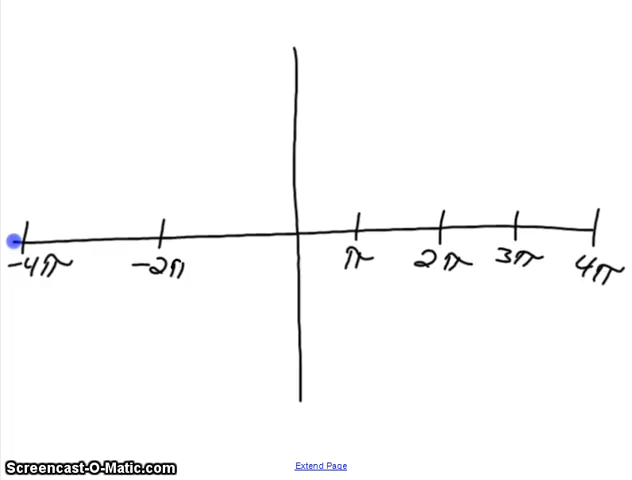 -4π -2π π 2π 3π 4π
Screencast-O-Matic.com Extend Page